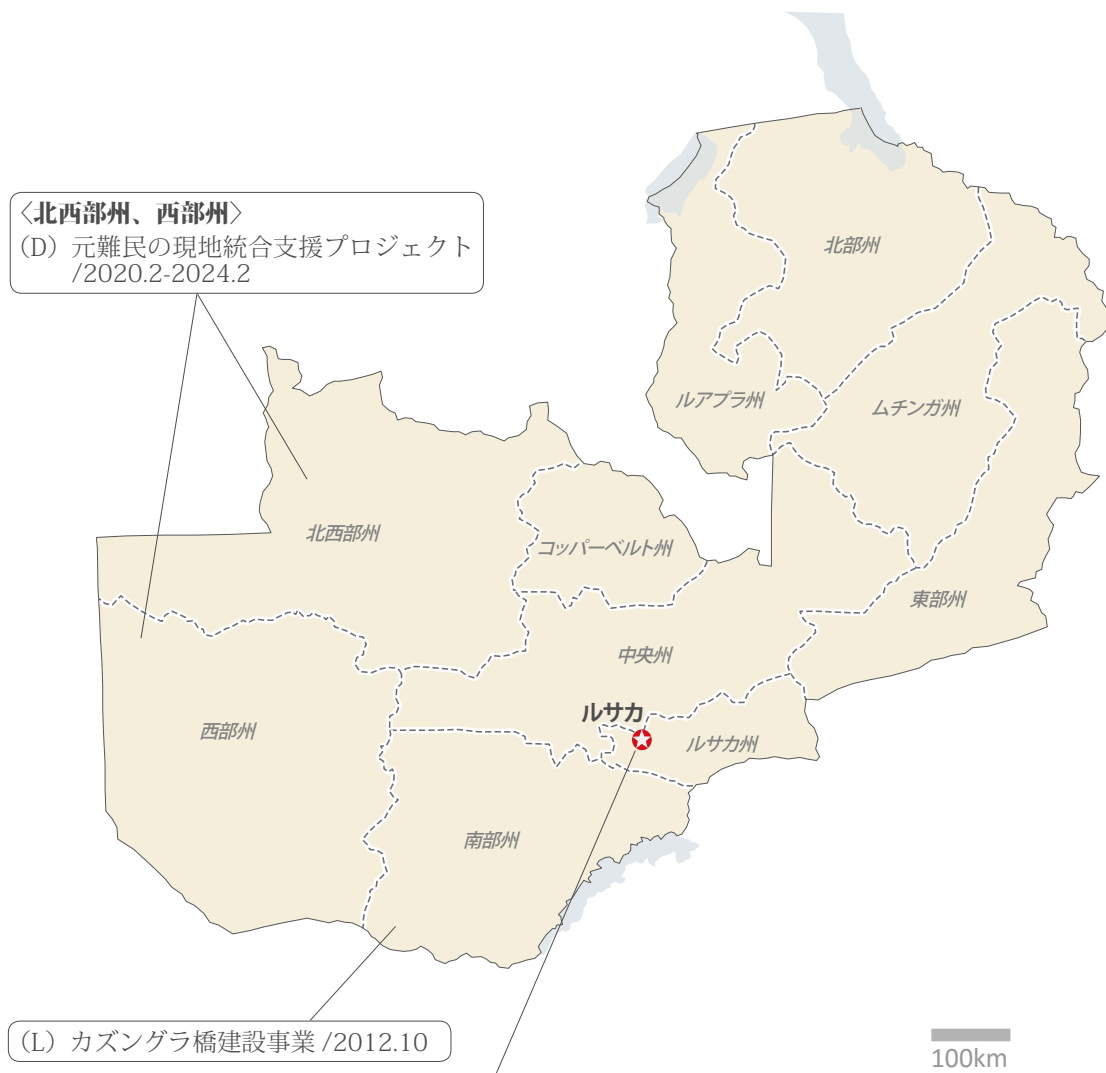 〈北西部州、西部州〉
(D) 元難民の現地統合支援プロジェクト
/2020.2-2024.2
北部州
ルアプラ州
ムチンガ州
北西部州
コッパーベルト州
東部州
中央州
ルサカ
西部州
ルサカ州
南部州
(L) カズングラ橋建設事業 /2012.10
100km